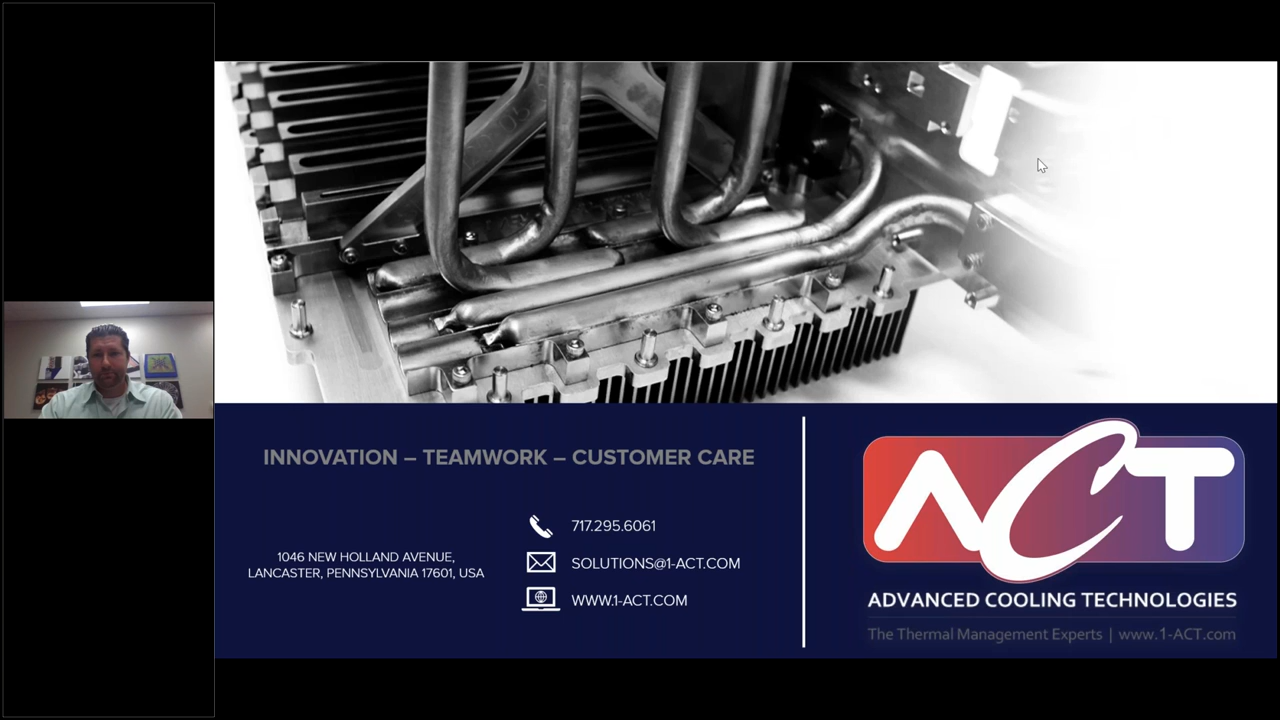 INNOVATION – TEAMWORK – CUSTOMER CARE
1046 NEW HOLLAND AVENUE,
LANCASTER, PENNSYLVANIA 17601, USA
717.295.6061
SOLUTIONS@1-ACT.COM
WWW.1-ACT.COM
ACT
ADVANCED COOLING TECHNOLOGIES
The Thermal Management Experts | www.1-ACT.com